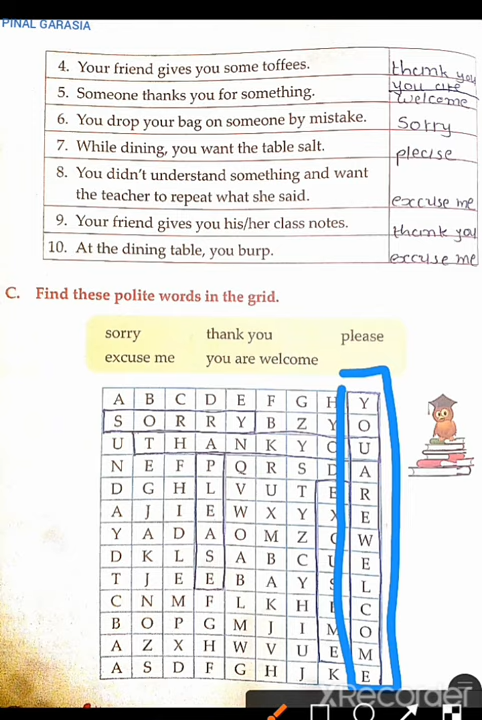 PINAL GARASIA
4. Your friend gives you some toffees. thank you
5. Someone thanks you for something. you are welcome
6. You drop your bag on someone by mistake. Sorry
7. While dining, you want the table salt. please
8. You didn't understand something and want
the teacher to repeat what she said. excuse me
9. Your friend gives you his/her class notes. thank you
10. At the dining table, you burp. excuse me
C. Find these polite words in the grid.
sorry thank you please
excuse me you are welcome
A B C D E F G H Y
S O R R Y B Z Y O
U T H A N K Y O U
N E F P Q R S D A
D G H L V U T E R
A J I E W X Y X E
Y A D A O M Z C W
D K L S A B C U E
T J E E B A Y S L
C N M F L K H E C
B O P G M J I M O
A Z X H W V U E M
A S D F G H J K E
XRecorder